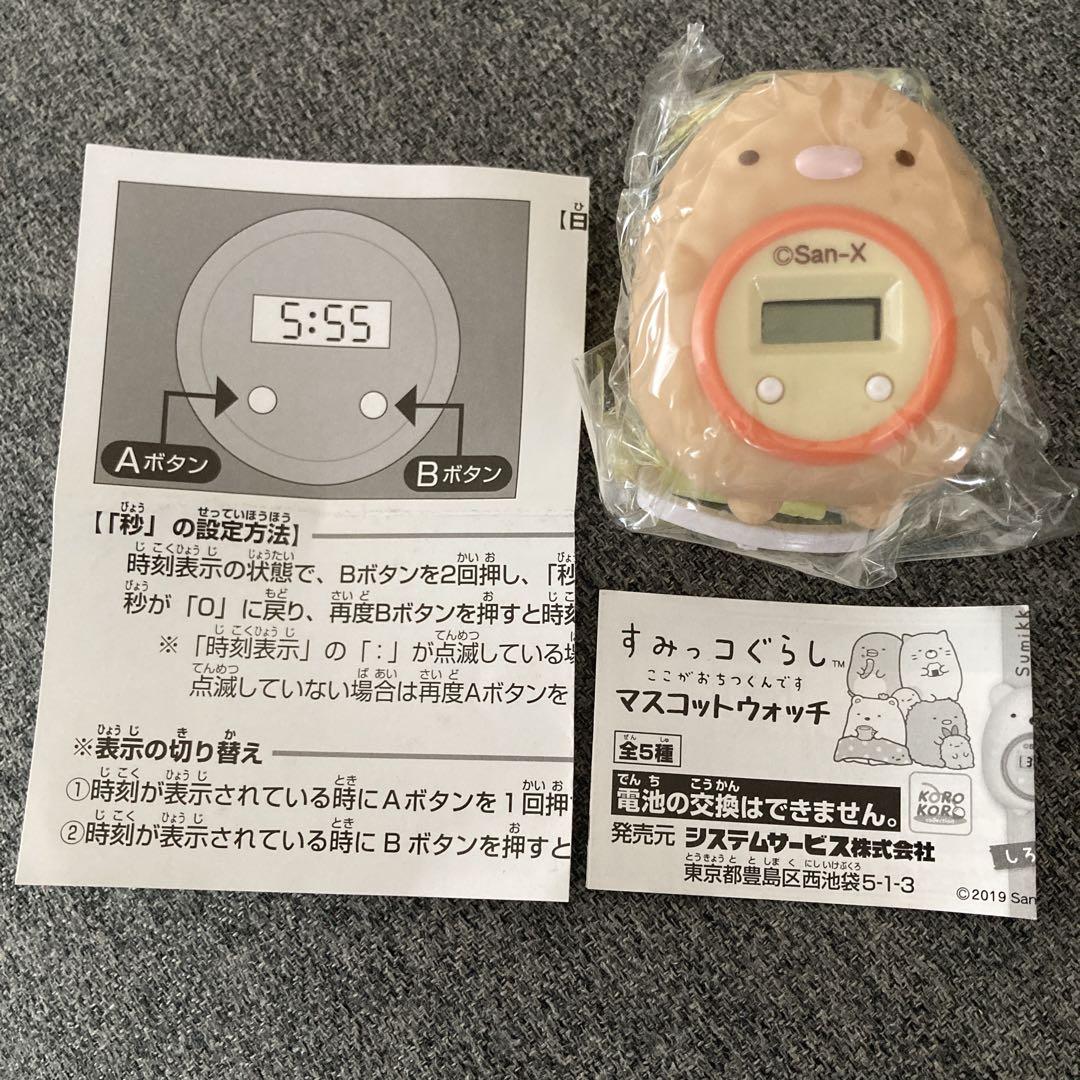 【日
5:55
Aボタン
Bボタン
【「秒」の設定方法】
時刻表示の状態で、Bボタンを2回押し、「秒
秒が「0」に戻り、再度Bボタンを押すと時刻
※「時刻表示」の「:」が点滅している場
点滅していない場合は再度Aボタンを
※表示の切り替え
①時刻が表示されている時にAボタンを1回押
②時刻が表示されている時にBボタンを押すと
©San-X
すみっコぐらし™
ここがおちつくんです
マスコットウォッチ
全5種
電池の交換はできません。
発売元 システムサービス株式会社
東京都豊島区西池袋5-1-3
KORO
KORO
collection
Sumikk
しろ
©2019 San